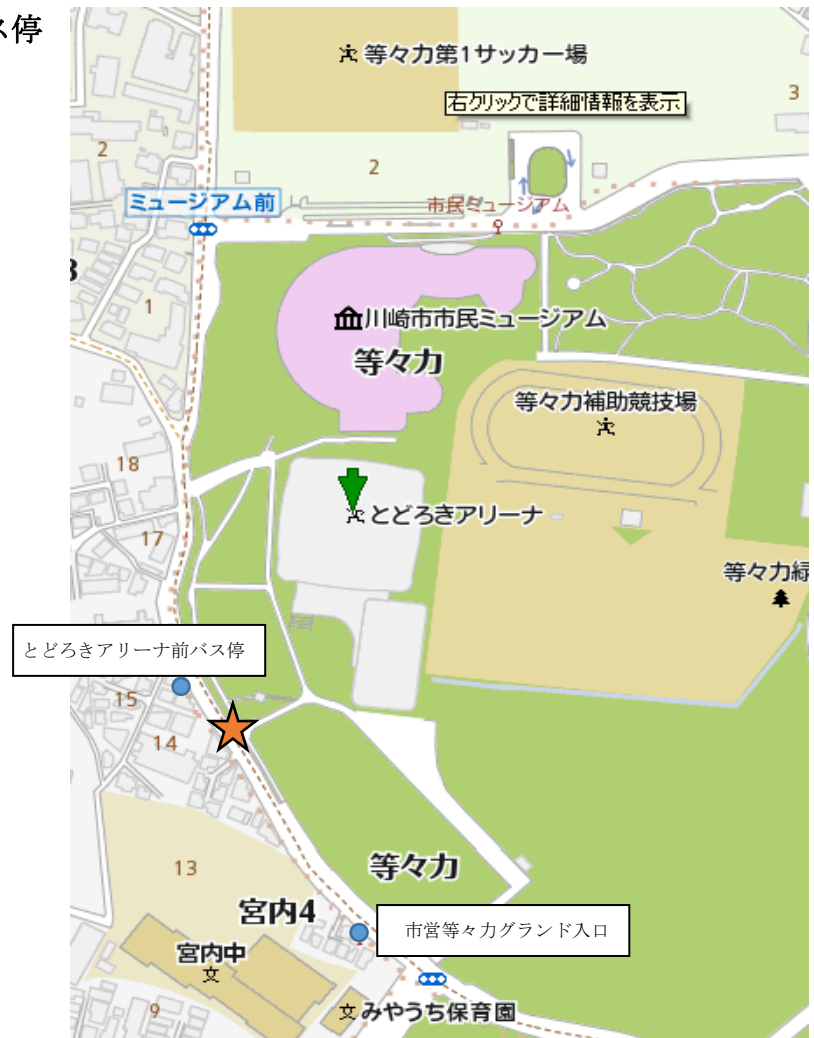 ス停
等々力第1サッカー場
右クリックで詳細情報を表示
3
2
2
ミュージアム前
市民ミュージアム
3
1
川崎市市民ミュージアム
等々力
等々力補助競技場
18
とどろきアリーナ
17
等々力緑
とどろきアリーナ前バス停
15
14
13
等々力
宮内4
市営等々力グランド入口
宮内中
文
9
文 みやうち保育園